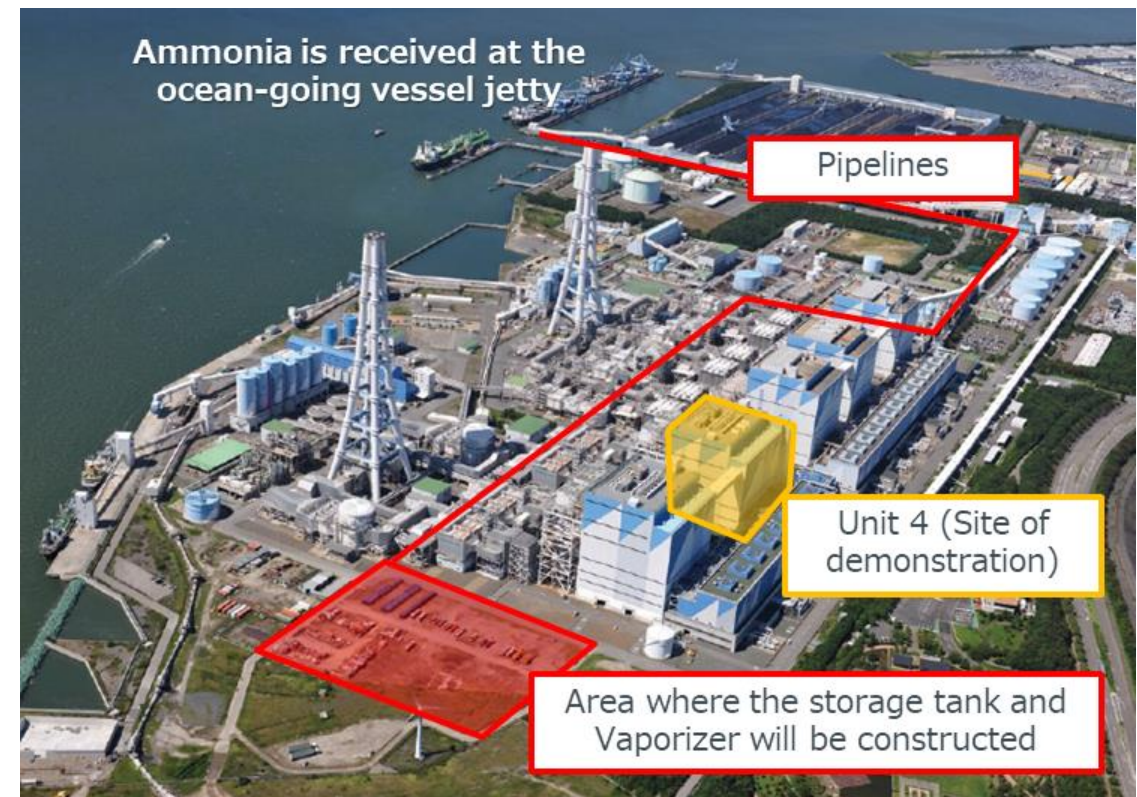 Ammonia is received at the
ocean-going vessel jetty
Pipelines
Unit 4 (Site of
demonstration)
Area where the storage tank and
Vaporizer will be constructed